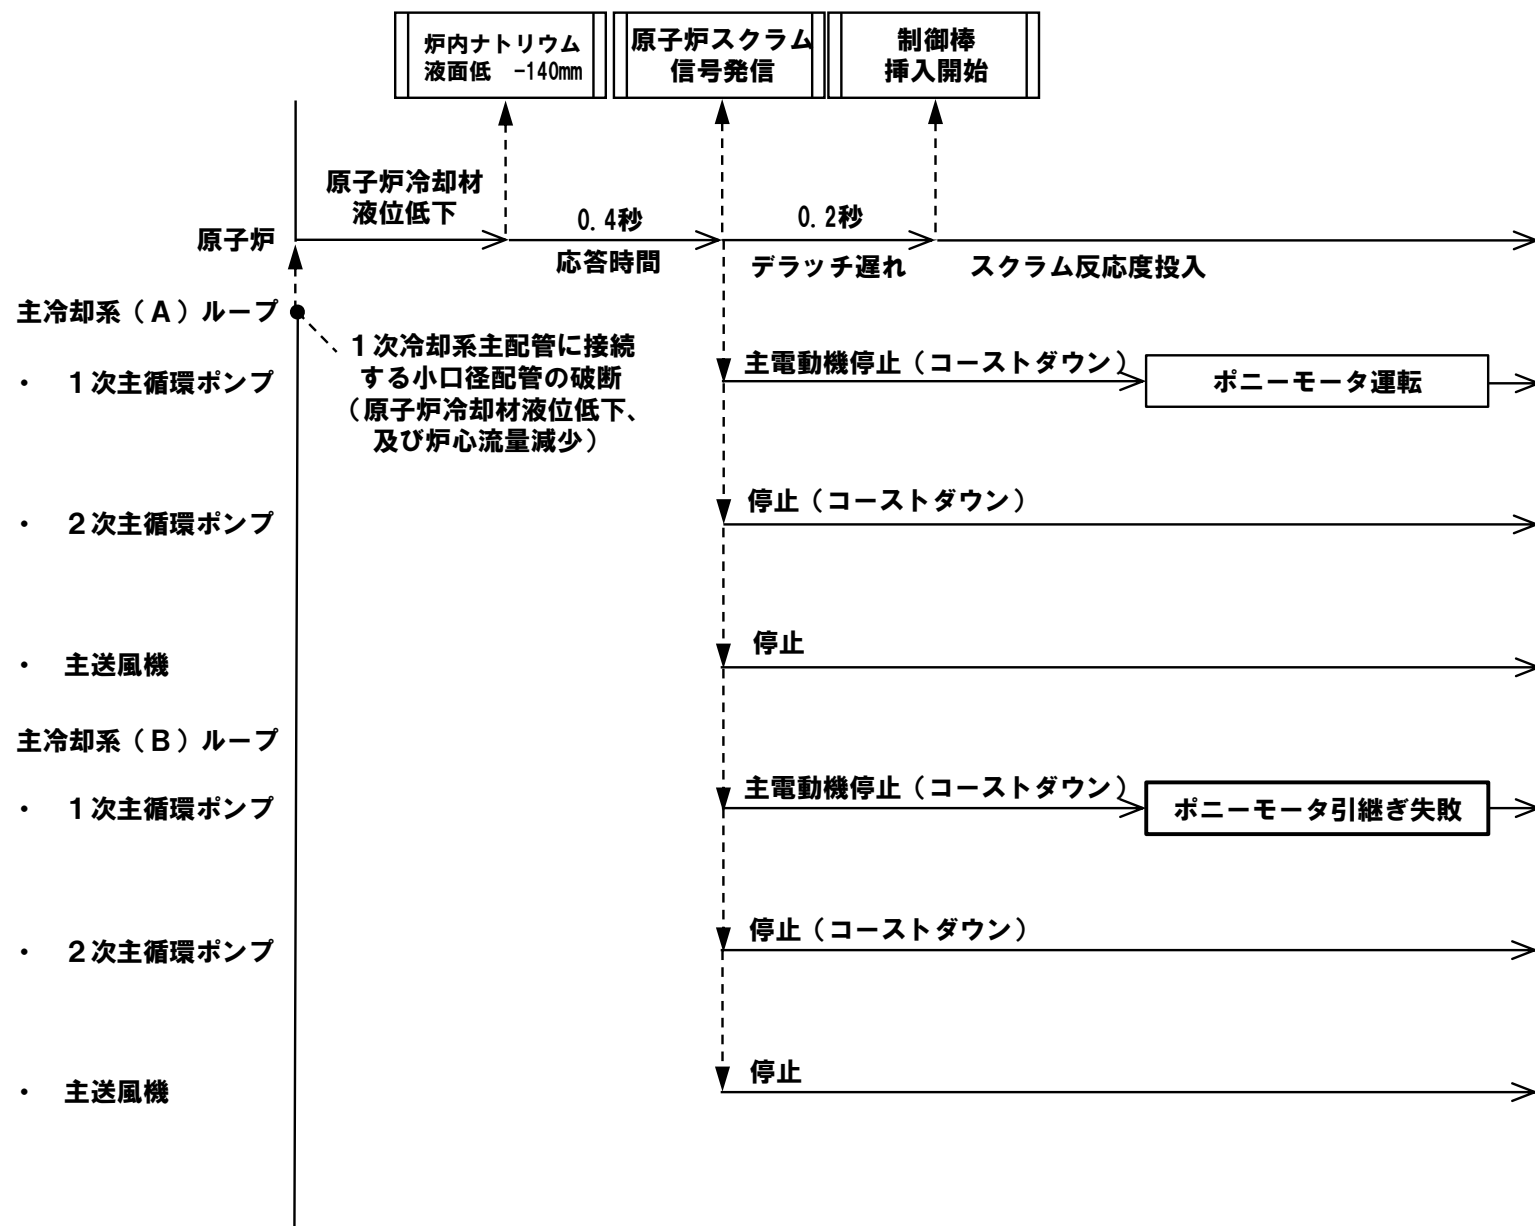 炉内ナトリウム
液面低　-140mm
原子炉スクラム
信号発信
制御棒
挿入開始
原子炉冷却材
液位低下
0.4秒
0.2秒
原子炉
応答時間
デラッチ遅れ
スクラム反応度投入
主冷却系（Ａ）ループ
１次冷却系主配管に接続
する小口径配管の破断
（原子炉冷却材液位低下、
及び炉心流量減少）
・　１次主循環ポンプ
主電動機停止（コーストダウン）
ポニーモータ運転
・　２次主循環ポンプ
停止（コーストダウン）
・　主送風機
停止
主冷却系（Ｂ）ループ
・　１次主循環ポンプ
主電動機停止（コーストダウン）
ポニーモータ引継ぎ失敗
・　２次主循環ポンプ
停止（コーストダウン）
・　主送風機
停止